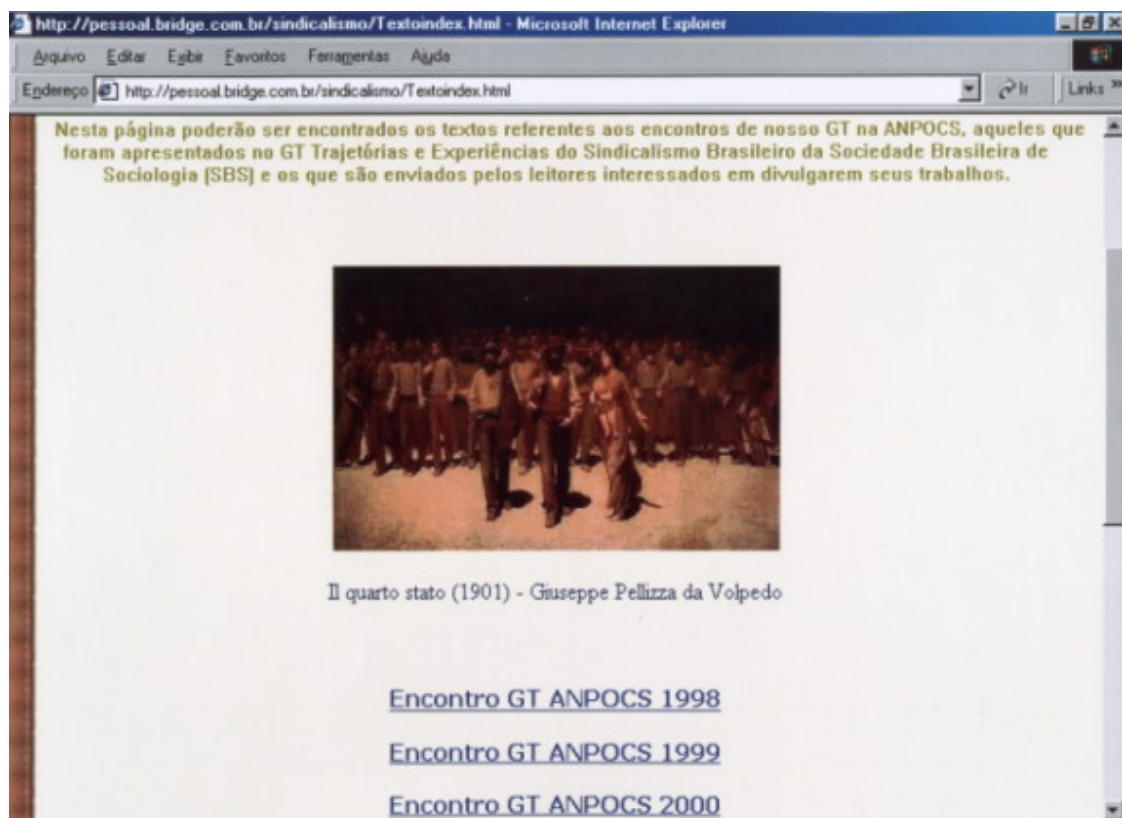 http://pessoal.bridge.com.br/sindicalismo/Textoindex.html - Microsoft Internet Explorer
Arquivo Editar Exibir Favoritos Ferramentas Ajuda
Endereço http://pessoal.bridge.com.br/sindicalismo/Textoindex.html Ir Links »
Nesta página poderão ser encontrados os textos referentes aos encontros de nosso GT na ANPOCS, aqueles que
foram apresentados no GT Trajetórias e Experiências do Sindicalismo Brasileiro da Sociedade Brasileira de
Sociologia (SBS) e os que são enviados pelos leitores interessados em divulgarem seus trabalhos.
Il quarto stato (1901) - Giuseppe Pellizza da Volpedo
Encontro GT ANPOCS 1998
Encontro GT ANPOCS 1999
Encontro GT ANPOCS 2000